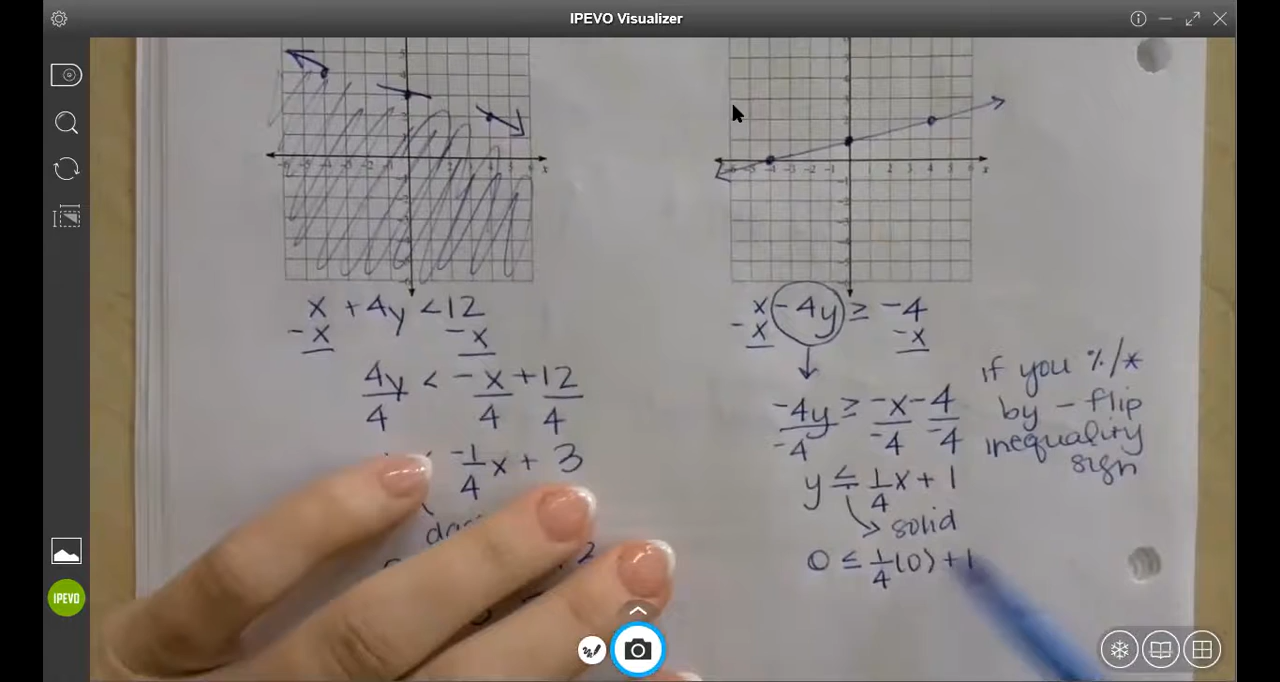 IPEVO Visualizer
x + 4y < 12
- x - x
4y < - x + 12
4 4 4
-1/4 x + 3
x - 4y ≥ - 4
- x - x
-4y ≥ -x - 4
-4 -4 -4
y ≤ 1/4 x + 1
solid
0 ≤ 1/4 (0) + 1
if you %/*
by - flip
inequality
sign
IPEVO